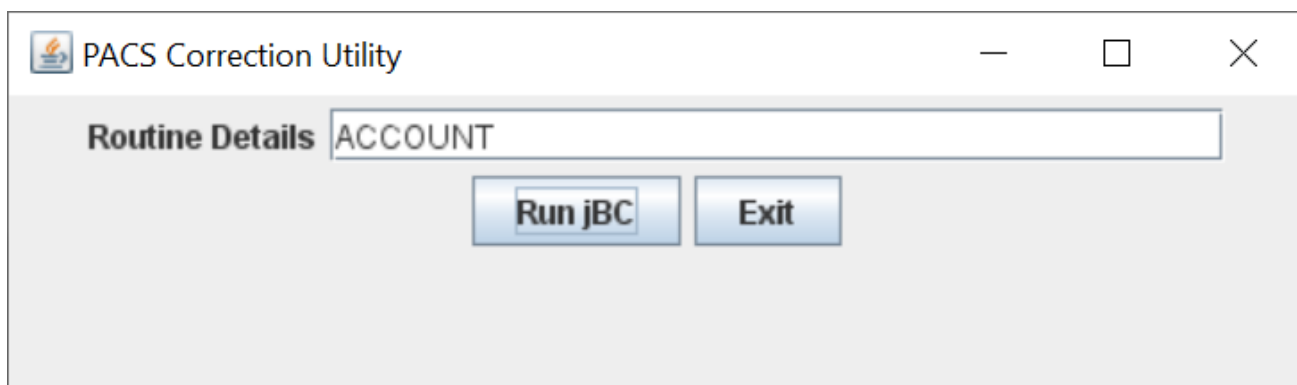 PACS Correction Utility
Routine Details ACCOUNT
Run jBC Exit